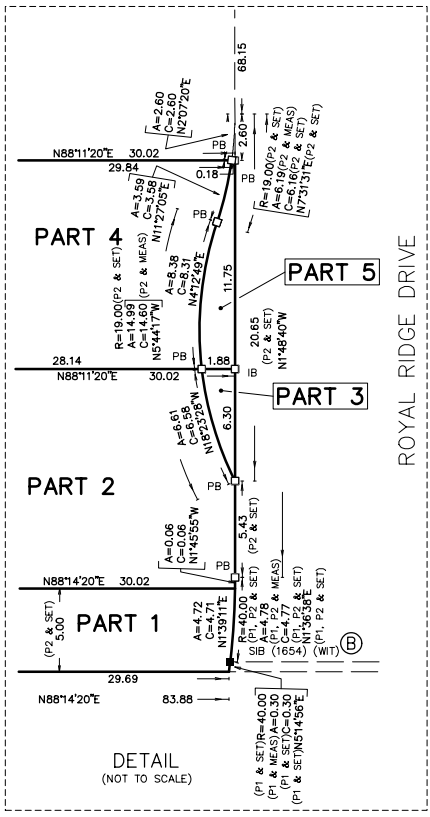 68.15
A=2.60
C=2.60
N2°07'20"E
2.60
PB
N88°11'20"E 30.02
29.84
0.18
PB
R=19.00(P2 & SET)
A=6.19(P2 & MEAS)
C=6.16(P2 & SET)
N7°31'31"E(P2 & SET)
A=3.59
C=3.58
N11°27'05"E
PB
PART 4
A=8.38
C=8.31
N4°12'49"E
11.75
PART 5
R=19.00(P2 & SET)
A=14.99
C=14.60 (P2 & MEAS)
N5°44'17"W
20.65
(P2 & SET)
N1°48'40"W
ROYAL RIDGE DRIVE
28.14
PB
1.88
N88°11'20"E
30.02
IB
PART 3
A=6.61
C=6.58
N18°23'28"W
6.30
PART 2
PB
A=0.06
C=0.06
N1°45'55"W
5.43
(P2 & SET)
PB
N88°14'20"E 30.02
PART 1
(P2 & SET)
5.00
A=4.72
C=4.71
N1°39'11"E
R=40.00
(P1, P2 & SET)
A=4.78
(P1, P2 & MEAS)
C=4.77
(P1, P2 & SET)
N1°36'38"E
(P1, P2 & SET)
SIB (1654) (WIT) B
29.69
N88°14'20"E 83.88
(P1 & SET)R=40.00
(P1 & MEAS)A=0.30
(P1 & SET)C=0.30
(P1 & SET)N5°14'56"E
DETAIL
(NOT TO SCALE)